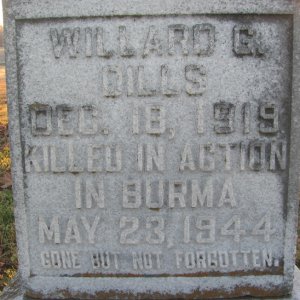 WILLARD G.
DILLS
DEC. 18, 1919
KILLED IN ACTION
IN BURMA
MAY 23, 1944
GONE BUT NOT FORGOTTEN.